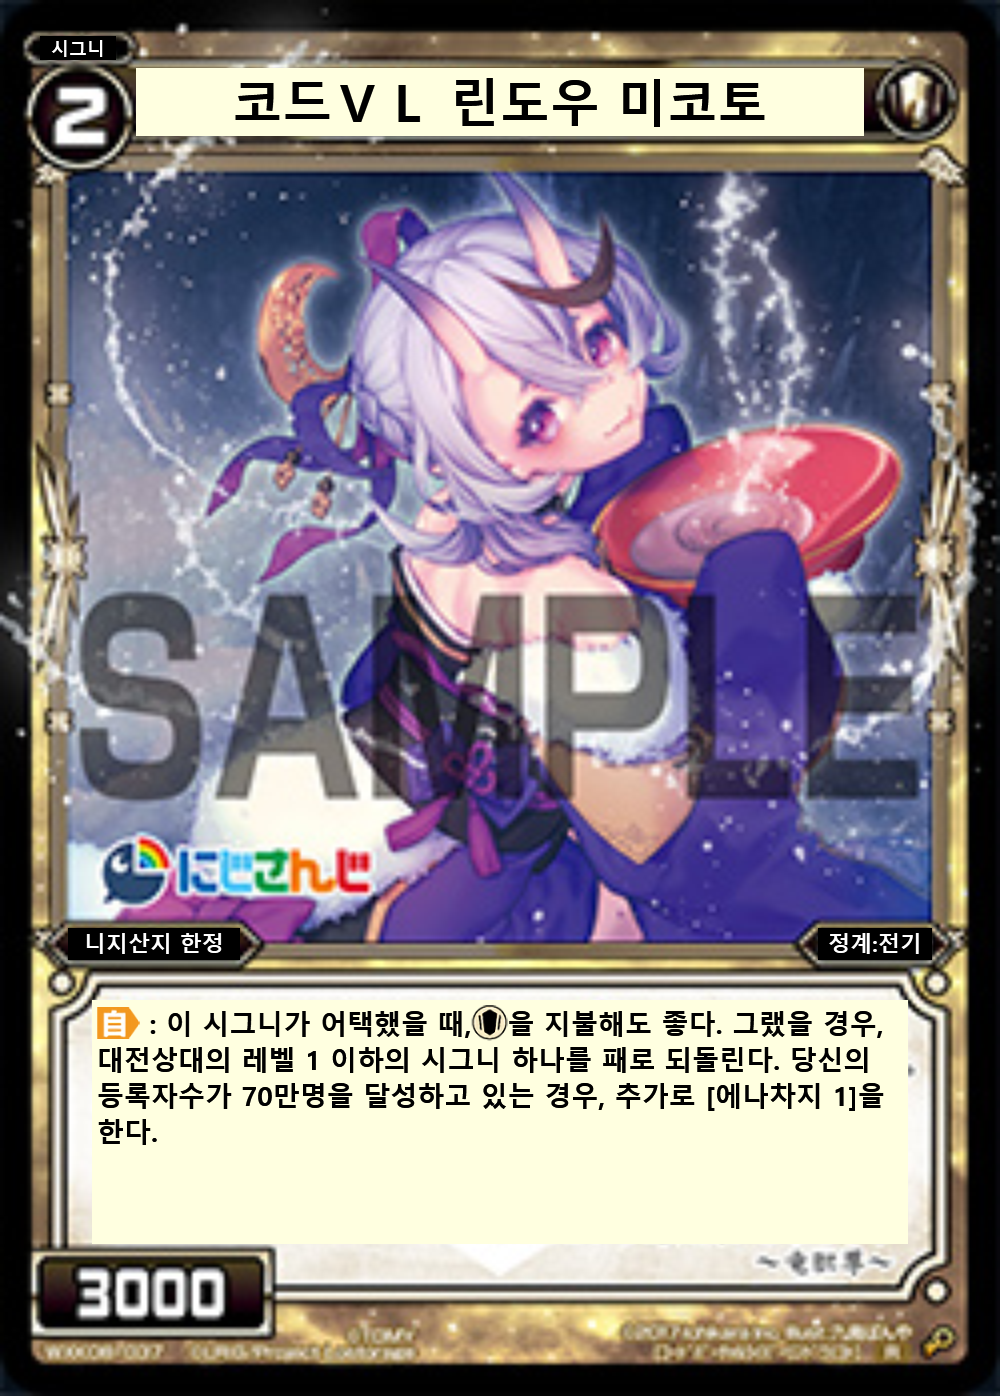 시그니
2
코드ＶＬ 린도우 미코토
SAMPLE
にじさんじ
니지산지 한정
정계:전기
自 : 이 시그니가 어택했을 때, 을 지불해도 좋다. 그랬을 경우,
대전상대의 레벨 1 이하의 시그니 하나를 패로 되돌린다. 당신의
등록자수가 70만명을 달성하고 있는 경우, 추가로 [에나차지 1]을
한다.
～竜胆尊～
3000
©TOMY